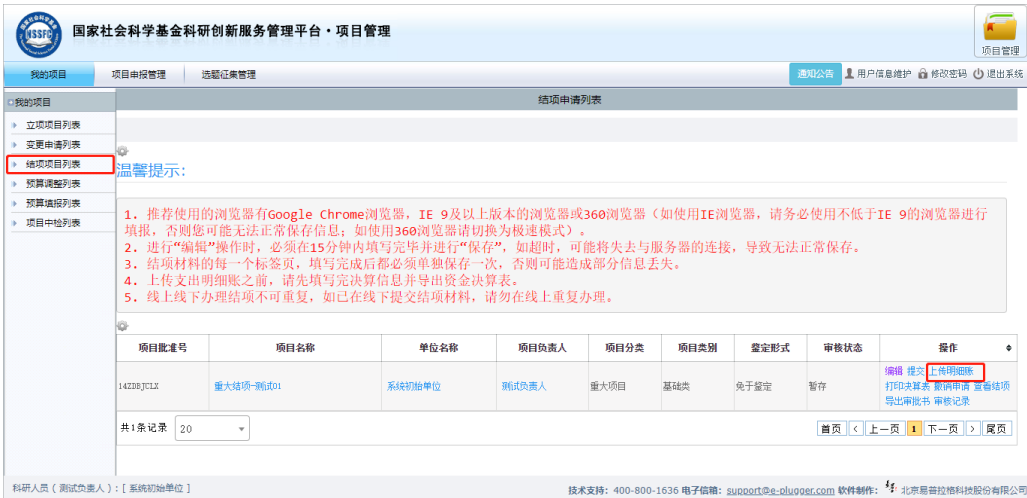 国家社会科学基金科研创新服务管理平台·项目管理
NSSFC
项目管理
我的项目 项目申报管理 选题征集管理 通知公告 用户信息维护 修改密码 退出系统
我的项目
立项项目列表
变更申请列表
结项项目列表
预算调整列表
预算填报列表
项目中检列表
结项申请列表
温馨提示：
1. 推荐使用的浏览器有Google Chrome浏览器，IE 9及以上版本的浏览器或360浏览器（如使用IE浏览器，请务必使用不低于IE 9的浏览器进行
填报，否则您可能无法正常保存信息；如使用360浏览器请切换为极速模式）。
2. 进行“编辑”操作时，必须在15分钟内填写完毕并进行“保存”，如超时，可能将失去与服务器的连接，导致无法正常保存。
3. 结项材料的每一个标签页，填写完成后都必须单独保存一次，否则可能造成部分信息丢失。
4. 上传支出明细账之前，请先填写完决算信息并导出资金决算表。
5. 线上线下办理结项不可重复，如已在线下提交结项材料，请勿在线上重复办理。
项目批准号 项目名称 单位名称 项目负责人 项目分类 项目类别 鉴定形式 审核状态 操作
14ZDBJCLX 重大结项-测试01 系统初始单位 测试负责人 重大项目 基础类 免于鉴定 暂存
编辑 提交 上传明细账
打印决算表 撤销申请 查看结项
导出审批书 审核记录
共1条记录 20 首页 < 上一页 1 下一页 > 尾页
科研人员（测试负责人）：[ 系统初始单位 ] 技术支持：400-800-1636 电子信箱：support@e-plugger.com 软件制作： 北京易普拉格科技股份有限公司